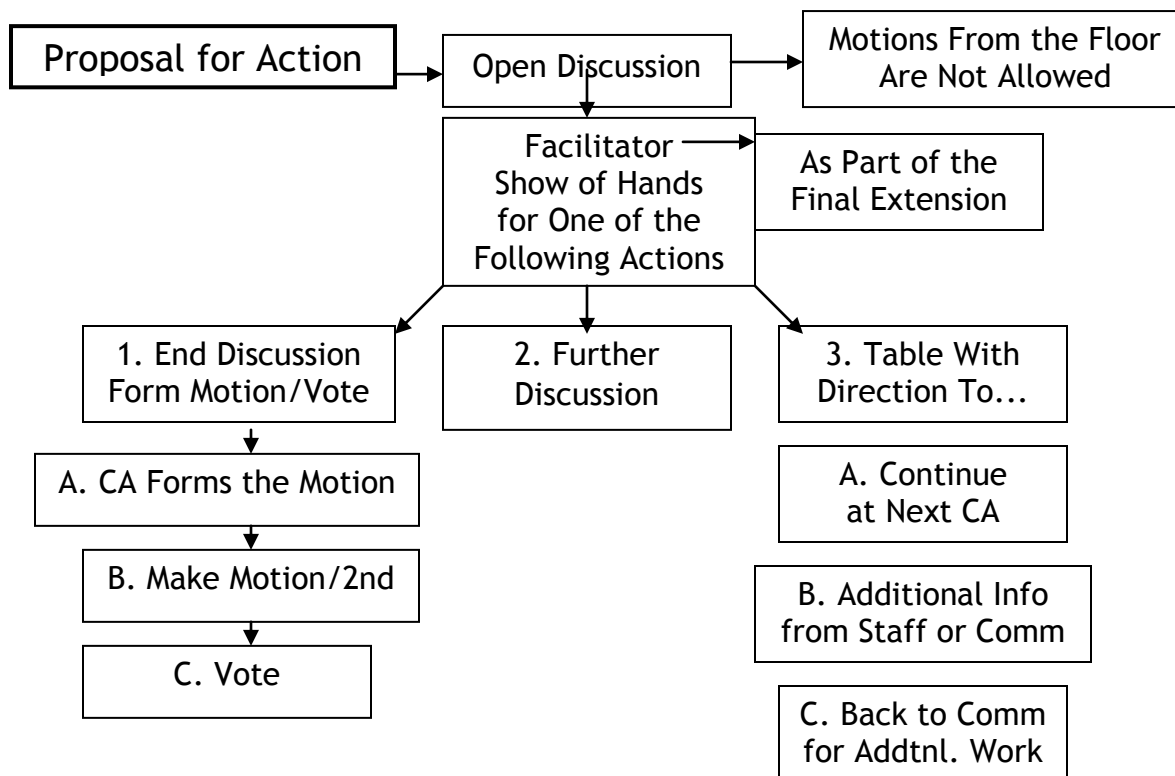 Proposal for Action
Open Discussion
Motions From the Floor
Are Not Allowed
Facilitator
Show of Hands
for One of the
Following Actions
As Part of the
Final Extension
1. End Discussion
Form Motion/Vote
A. CA Forms the Motion
B. Make Motion/2nd
C. Vote
2. Further
Discussion
3. Table With
Direction To...
A. Continue
at Next CA
B. Additional Info
from Staff or Comm
C. Back to Comm
for Addtnl. Work